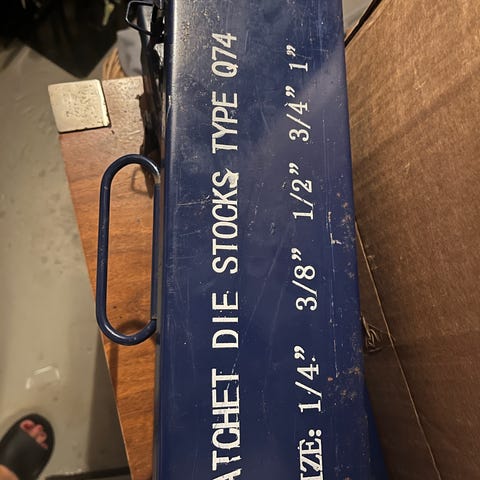 ATCHET DIE STOCKS TYPE Q74
IZE: 1/4” 3/8” 1/2” 3/4” 1”